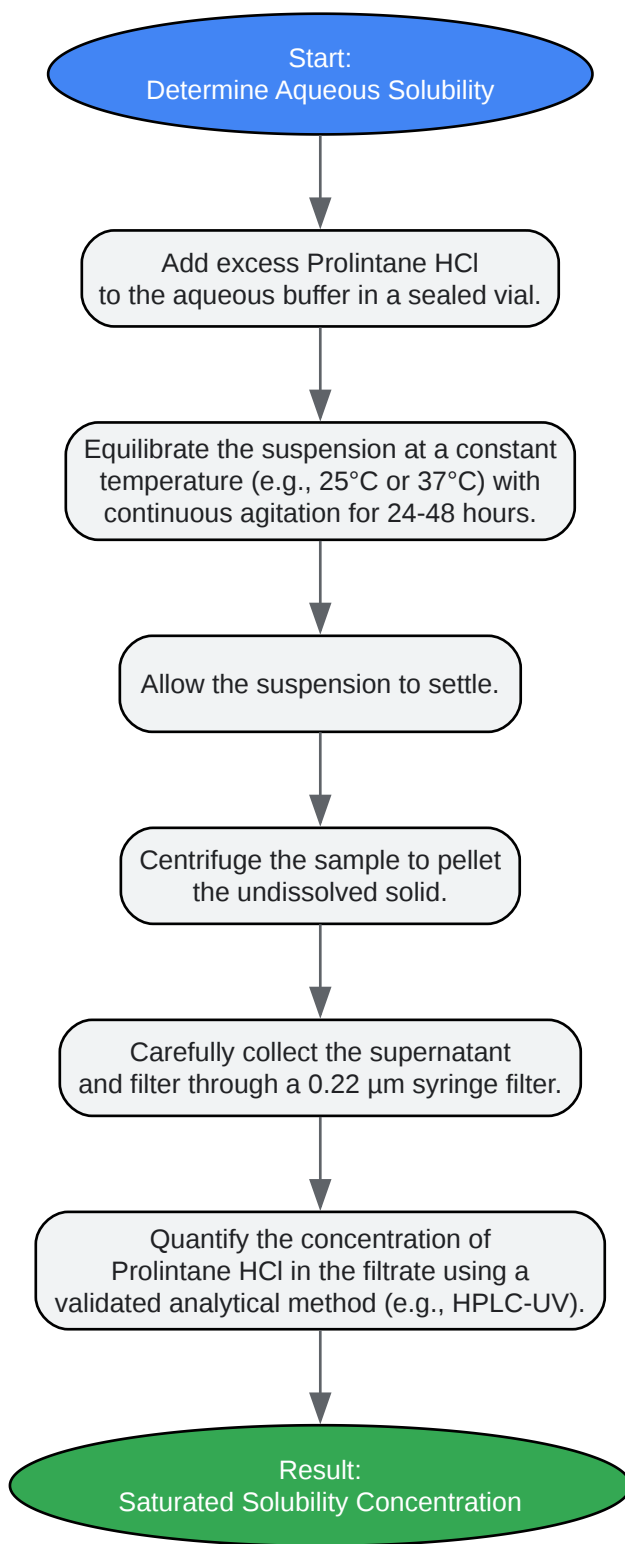 Start:
Determine Aqueous Solubility
Add excess Prolintane HCl
to the aqueous buffer in a sealed vial.
Equilibrate the suspension at a constant
temperature (e.g., 25°C or 37°C) with
continuous agitation for 24-48 hours.
Allow the suspension to settle.
Centrifuge the sample to pellet
the undissolved solid.
Carefully collect the supernatant
and filter through a 0.22 µm syringe filter.
Quantify the concentration of
Prolintane HCl in the filtrate using a
validated analytical method (e.g., HPLC-UV).
Result:
Saturated Solubility Concentration